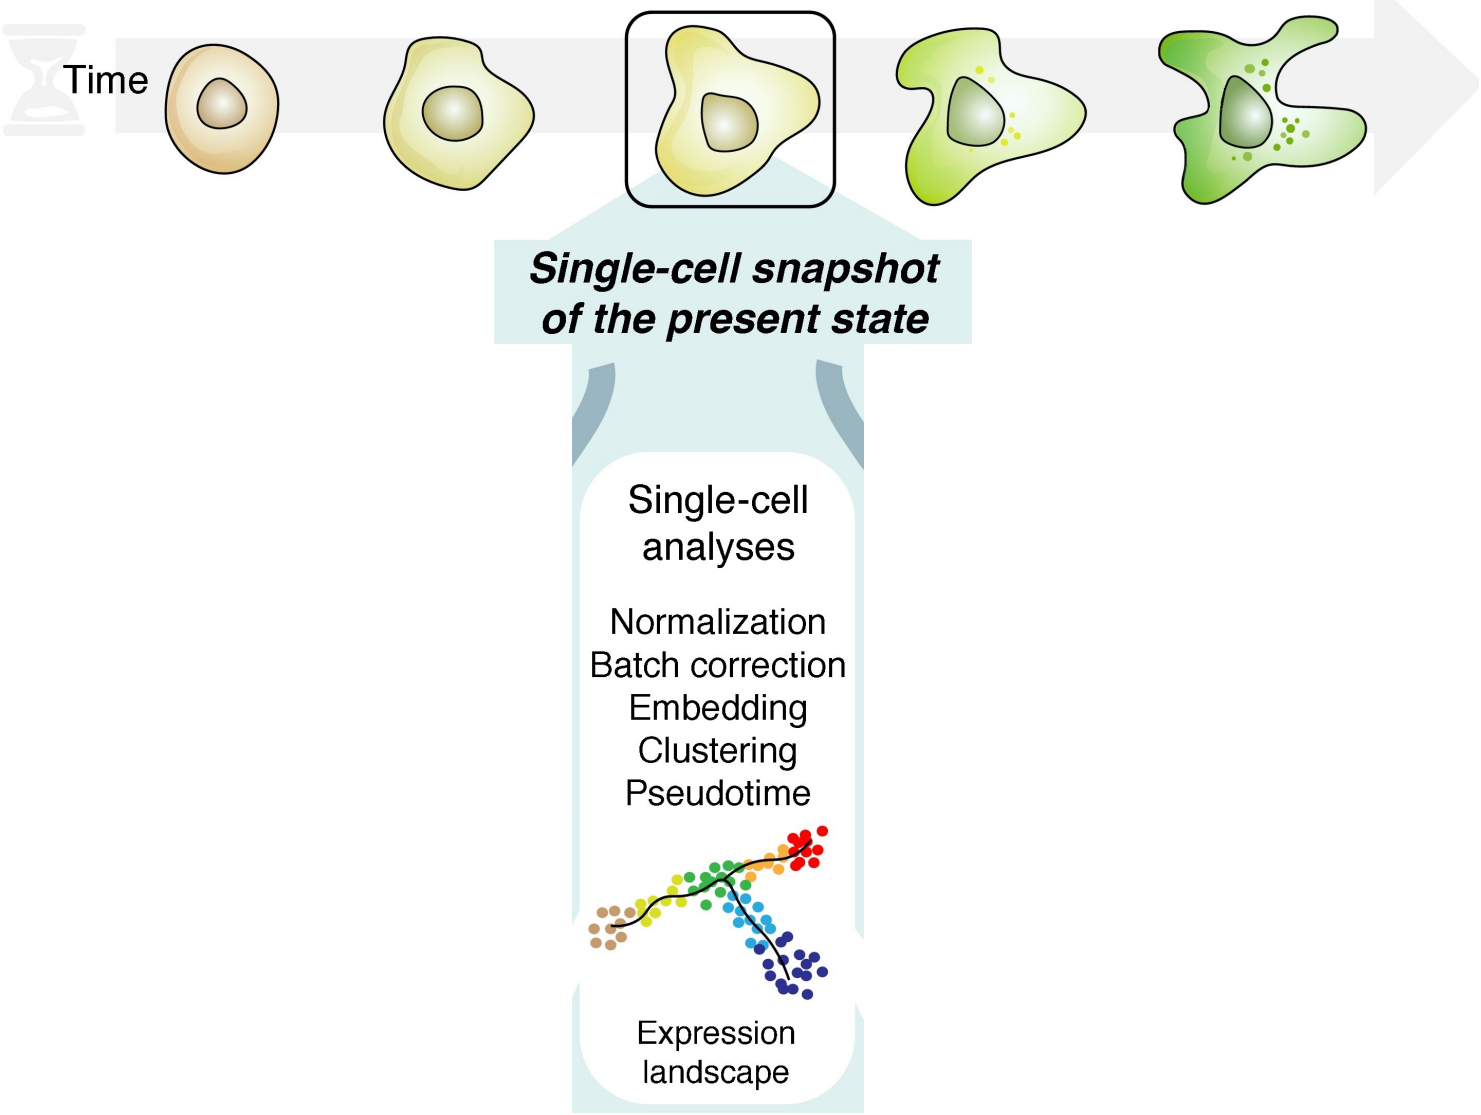 Time
Single-cell snapshot
of the present state
Single-cell
analyses
Normalization
Batch correction
Embedding
Clustering
Pseudotime
Expression
landscape